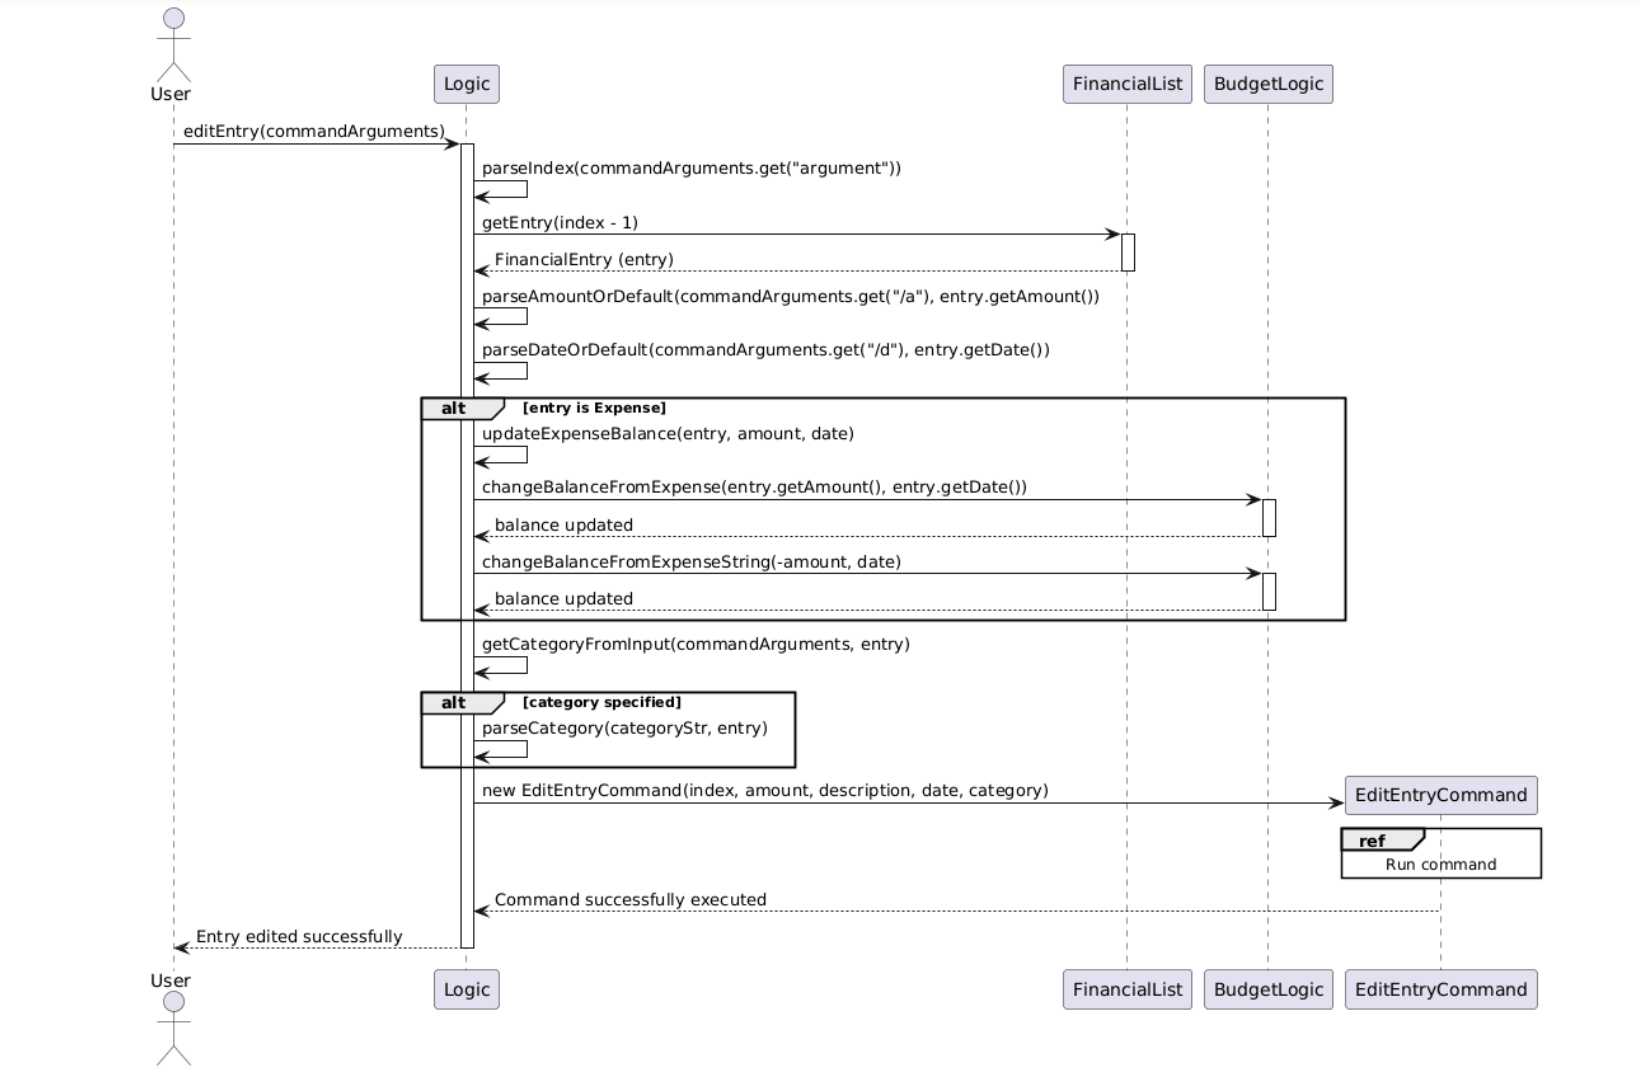 User
Logic
FinancialList
BudgetLogic
editEntry(commandArguments)
parseIndex(commandArguments.get("argument"))
getEntry(index - 1)
FinancialEntry (entry)
parseAmountOrDefault(commandArguments.get("/a"), entry.getAmount())
parseDateOrDefault(commandArguments.get("/d"), entry.getDate())
alt [entry is Expense]
updateExpenseBalance(entry, amount, date)
changeBalanceFromExpense(entry.getAmount(), entry.getDate())
balance updated
changeBalanceFromExpenseString(-amount, date)
balance updated
getCategoryFromInput(commandArguments, entry)
alt [category specified]
parseCategory(categoryStr, entry)
new EditEntryCommand(index, amount, description, date, category)
EditEntryCommand
ref
Run command
Command successfully executed
Entry edited successfully
User
Logic
FinancialList
BudgetLogic
EditEntryCommand